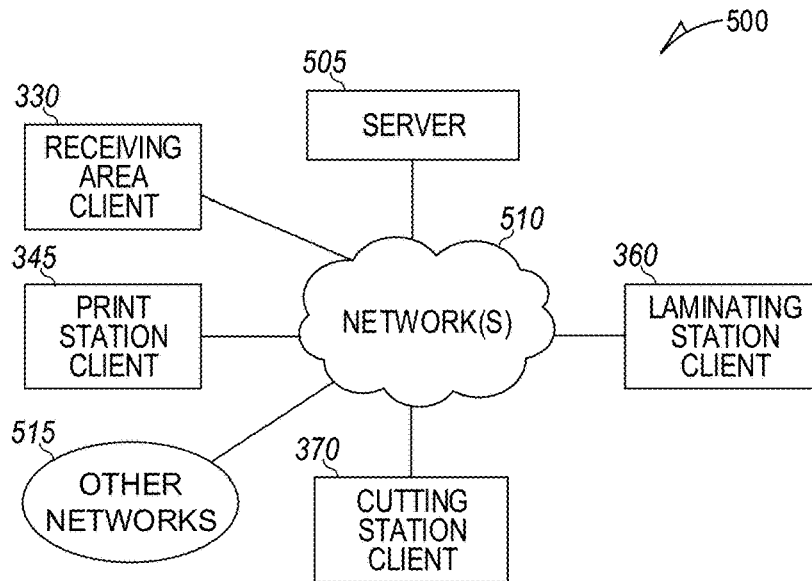 500
505
SERVER
330
RECEIVING
AREA
CLIENT
510
NETWORK(S)
345
PRINT
STATION
CLIENT
360
LAMINATING
STATION
CLIENT
515
OTHER
NETWORKS
370
CUTTING
STATION
CLIENT